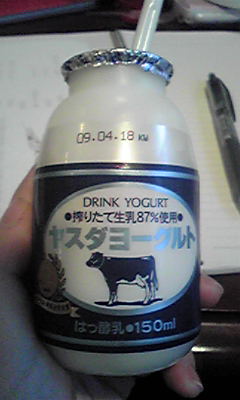 09.04.18 KW
DRINK YOGURT
●搾りたて生乳87%使用●
ヤスダヨーグルト
はっ酵乳●150ml